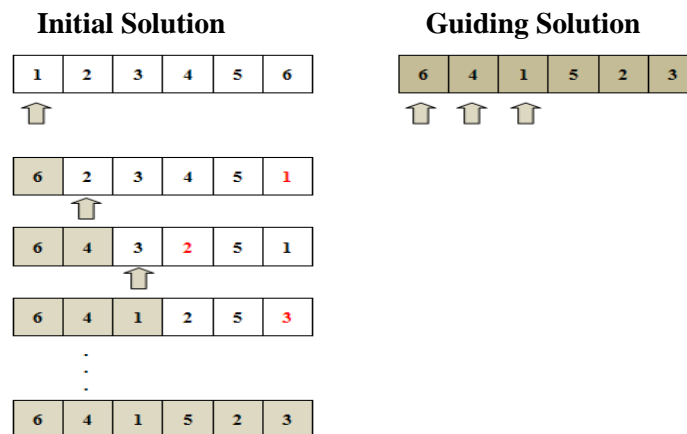 Initial Solution Guiding Solution
1 2 3 4 5 6 6 4 1 5 2 3
6 2 3 4 5 1
6 4 3 2 5 1
6 4 1 2 5 3
.
.
.
6 4 1 5 2 3